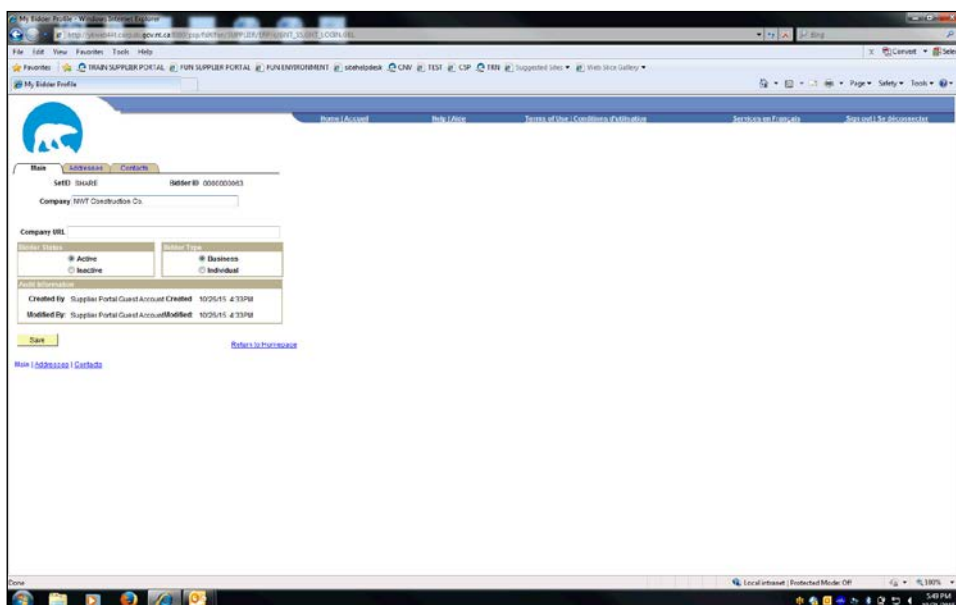 My Bidder Profile - Windows Internet Explorer
Bing
File Edit View Favorites Tools Help
x Convert
Favorites TRAIN SUPPLIER PORTAL FUN SUPPLIER PORTAL FUN ENVIRONMENT sitehelpdesk CNV TEST CSP TRN Suggested Sites Web Slice Gallery
My Bidder Profile
Page Safety Tools
Home | Accueil Help | Aide Terms of Use | Conditions d'utilisation Services en Français Sign out | Se déconnecter
Main Addresses Contacts
SetID SHARE Bidder ID 0000000063
Company NWT Construction Co.
Company URL
Bidder Status Bidder Type
Active Business
Inactive Individual
Audit Information
Created By Supplier Portal Guest Account Created 10/26/15 4:33PM
Modified By: Supplier Portal Guest Account Modified: 10/26/15 4:33PM
Save
Return to Homepage
Main | Addresses | Contacts
Done
Local intranet | Protected Mode: Off
100%
5:49 PM